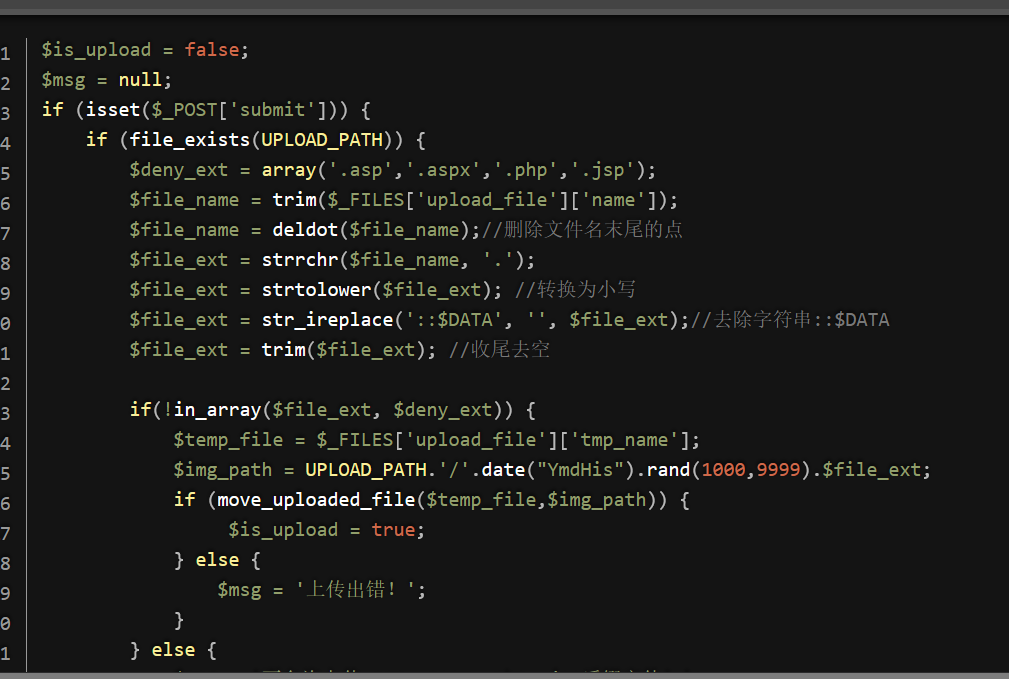 1 $is_upload = false;
2 $msg = null;
3 if (isset($_POST['submit'])) {
4 if (file_exists(UPLOAD_PATH)) {
5 $deny_ext = array('.asp','.aspx','.php','.jsp');
6 $file_name = trim($_FILES['upload_file']['name']);
7 $file_name = deldot($file_name);//删除文件名末尾的点
8 $file_ext = strrchr($file_name, '.');
9 $file_ext = strtolower($file_ext); //转换为小写
0 $file_ext = str_ireplace('::$DATA', '', $file_ext);//去除字符串::$DATA
1 $file_ext = trim($file_ext); //收尾去空
2
3 if(!in_array($file_ext, $deny_ext)) {
4 $temp_file = $_FILES['upload_file']['tmp_name'];
5 $img_path = UPLOAD_PATH.'/'.date("YmdHis").rand(1000,9999).$file_ext;
6 if (move_uploaded_file($temp_file,$img_path)) {
7 $is_upload = true;
8 } else {
9 $msg = '上传出错！';
0 }
1 } else {